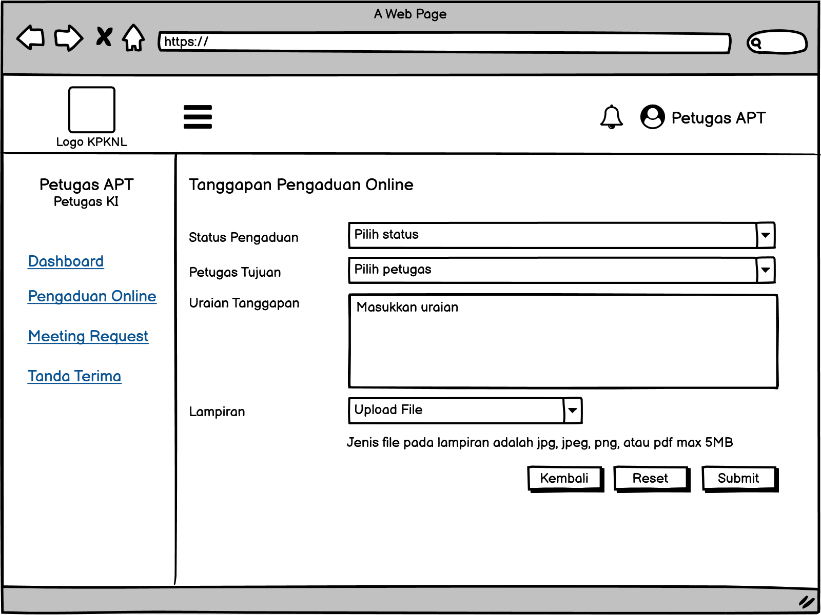 A Web Page
https://
Logo KPKNL
Petugas APT
Petugas APT
Petugas KI
Dashboard
Pengaduan Online
Meeting Request
Tanda Terima
Tanggapan Pengaduan Online
Status Pengaduan
Pilih status
Petugas Tujuan
Pilih petugas
Uraian Tanggapan
Masukkan uraian
Lampiran
Upload File
Jenis file pada lampiran adalah jpg, jpeg, png, atau pdf max 5MB
Kembali
Reset
Submit